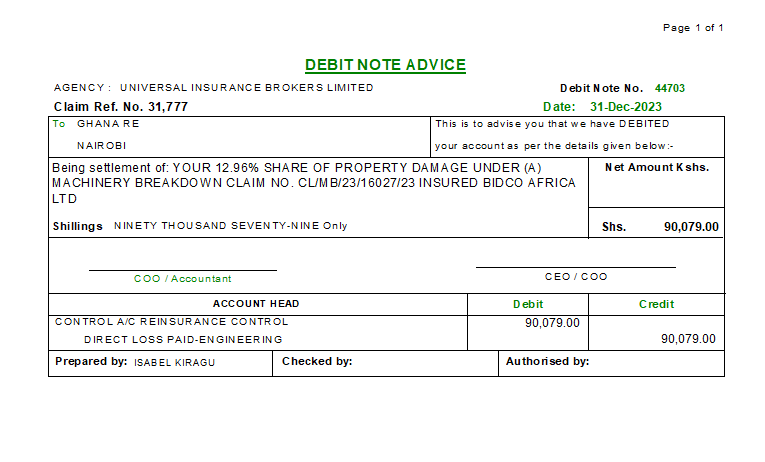 Page 1 of 1
DEBIT NOTE ADVICE
AGENCY : UNIVERSAL INSURANCE BROKERS LIMITED
Debit Note No. 44703
Claim Ref. No. 31,777
Date: 31-Dec-2023
To GHANA RE
NAIROBI
This is to advise you that we have DEBITED
your account as per the details given below:-
Being settlement of: YOUR 12.96% SHARE OF PROPERTY DAMAGE UNDER (A)
MACHINERY BREAKDOWN CLAIM NO. CL/MB/23/16027/23 INSURED BIDCO AFRICA
LTD
Net Amount Kshs.
Shillings NINETY THOUSAND SEVENTY-NINE Only
Shs. 90,079.00
COO / Accountant
CEO / COO
ACCOUNT HEAD Debit Credit
CONTROL A/C REINSURANCE CONTROL 90,079.00
DIRECT LOSS PAID-ENGINEERING 90,079.00
Prepared by: ISABEL KIRAGU Checked by: Authorised by: